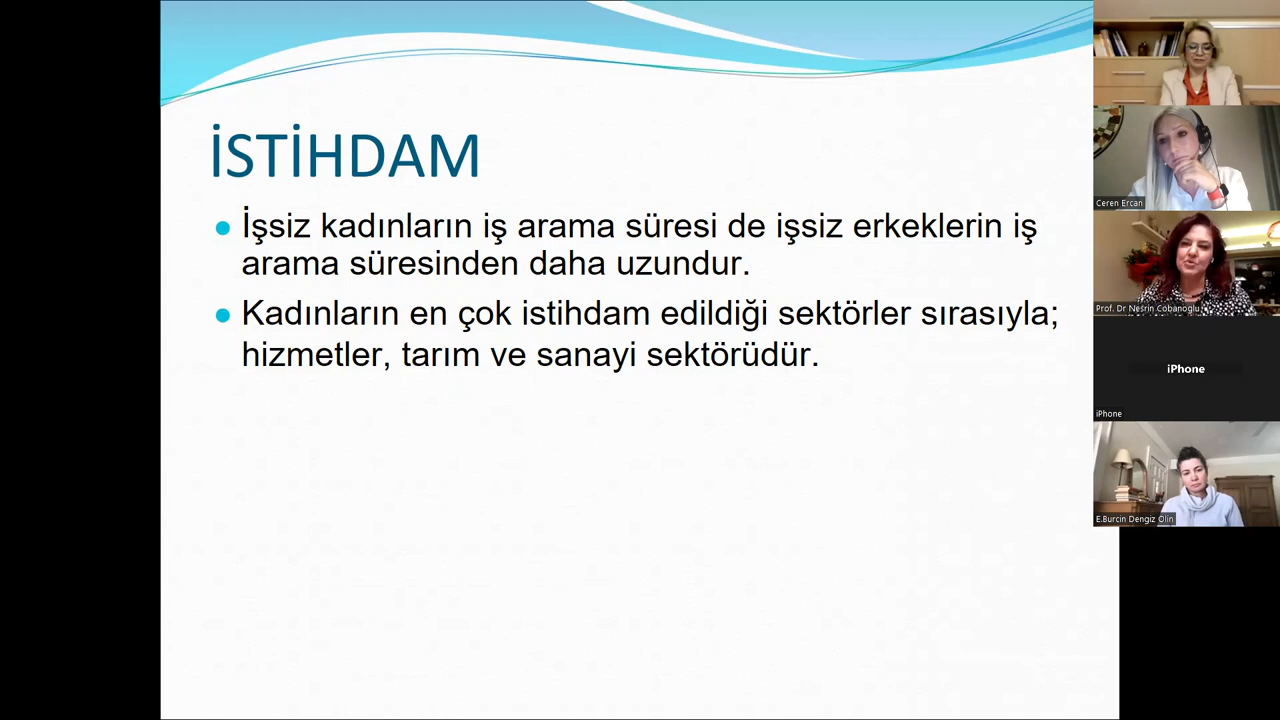 İSTİHDAM
İşsiz kadınların iş arama süresi de işsiz erkeklerin iş
arama süresinden daha uzundur.
Kadınların en çok istihdam edildiği sektörler sırasıyla;
hizmetler, tarım ve sanayi sektörüdür.
Ceren Ercan
Prof. Dr Nesrin Cobanoglu
iPhone
iPhone
E.Burcin Dengiz Olin